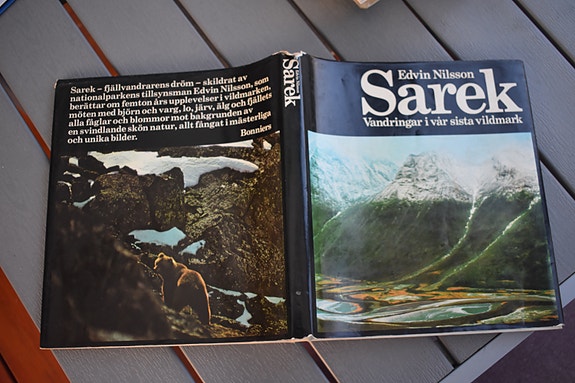 Sarek – fjällvandrarens dröm – skildrat av
nationalparkens tillsynsman Edvin Nilsson, som
berättar om femton års upplevelser i vildmarken,
möten med björn och varg, lo, järv, älg och fjällets
alla fåglar och blommor mot bakgrunden av
en svindlande skön natur, allt fångat i mästerliga
och unika bilder.
Bonniers
Edvin Nilsson
Sarek
Edvin Nilsson
Sarek
Vandringar i vår sista vildmark